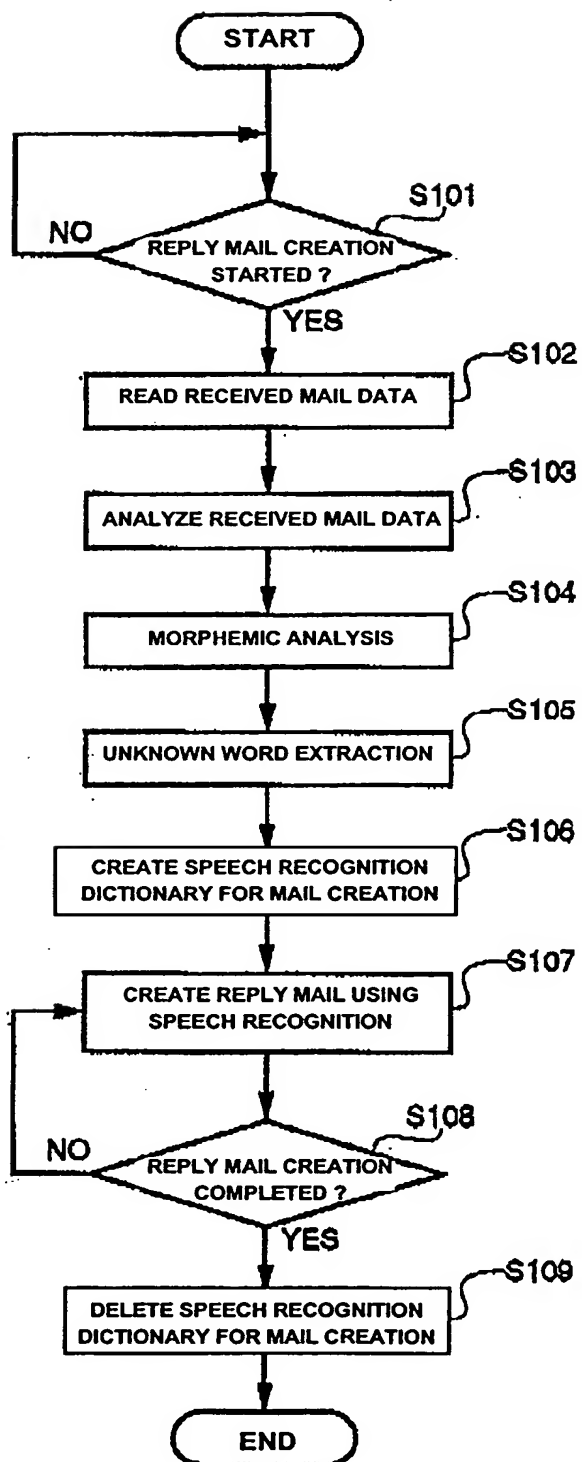 START
S101
NO
REPLY MAIL CREATION
STARTED ?
YES
S102
READ RECEIVED MAIL DATA
S103
ANALYZE RECEIVED MAIL DATA
S104
MORPHEMIC ANALYSIS
S105
UNKNOWN WORD EXTRACTION
S106
CREATE SPEECH RECOGNITION
DICTIONARY FOR MAIL CREATION
S107
CREATE REPLY MAIL USING
SPEECH RECOGNITION
S108
NO
REPLY MAIL CREATION
COMPLETED ?
YES
S109
DELETE SPEECH RECOGNITION
DICTIONARY FOR MAIL CREATION
END